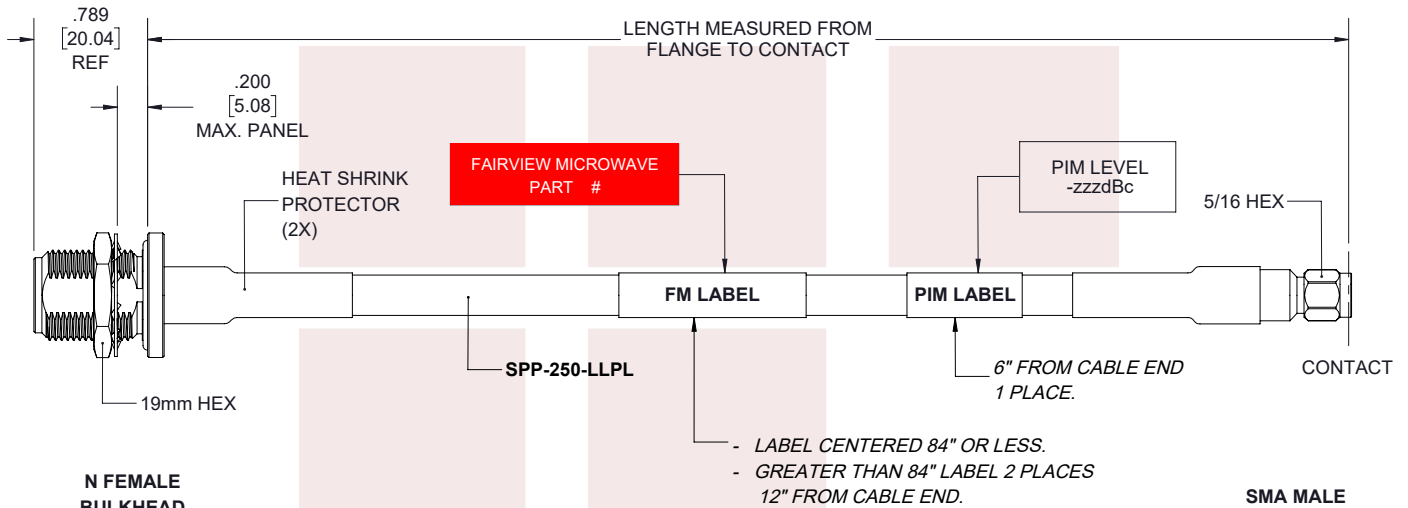 .789
[20.04]
REF
LENGTH MEASURED FROM
FLANGE TO CONTACT
.200
[5.08]
MAX. PANEL
HEAT SHRINK
PROTECTOR
(2X)
FAIRVIEW MICROWAVE
PART #
PIM LEVEL
-zzzdBc
5/16 HEX
FM LABEL
PIM LABEL
SPP-250-LLPL
6" FROM CABLE END
1 PLACE.
CONTACT
19mm HEX
- LABEL CENTERED 84" OR LESS.
- GREATER THAN 84" LABEL 2 PLACES
12" FROM CABLE END.
N FEMALE
BULKHEAD
SMA MALE